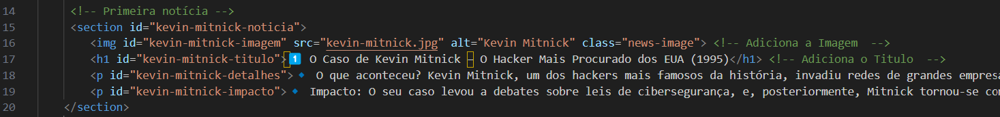 14 <!-- Primeira notícia -->
15 <section id="kevin-mitnick-noticia">
16 <img id="kevin-mitnick-imagem" src="kevin-mitnick.jpg" alt="Kevin Mitnick" class="news-image"> <!-- Adiciona a Imagem  -->
17 <h1 id="kevin-mitnick-titulo">1️⃣ O Caso de Kevin Mitnick – O Hacker Mais Procurado dos EUA (1995)</h1> <!-- Adiciona o Titulo  -->
18 <p id="kevin-mitnick-detalhes">🔹 O que aconteceu? Kevin Mitnick, um dos hackers mais famosos da história, invadiu redes de grandes empresa
19 <p id="kevin-mitnick-impacto">🔹 Impacto: O seu caso levou a debates sobre leis de cibersegurança, e, posteriormente, Mitnick tornou-se con
20 </section>